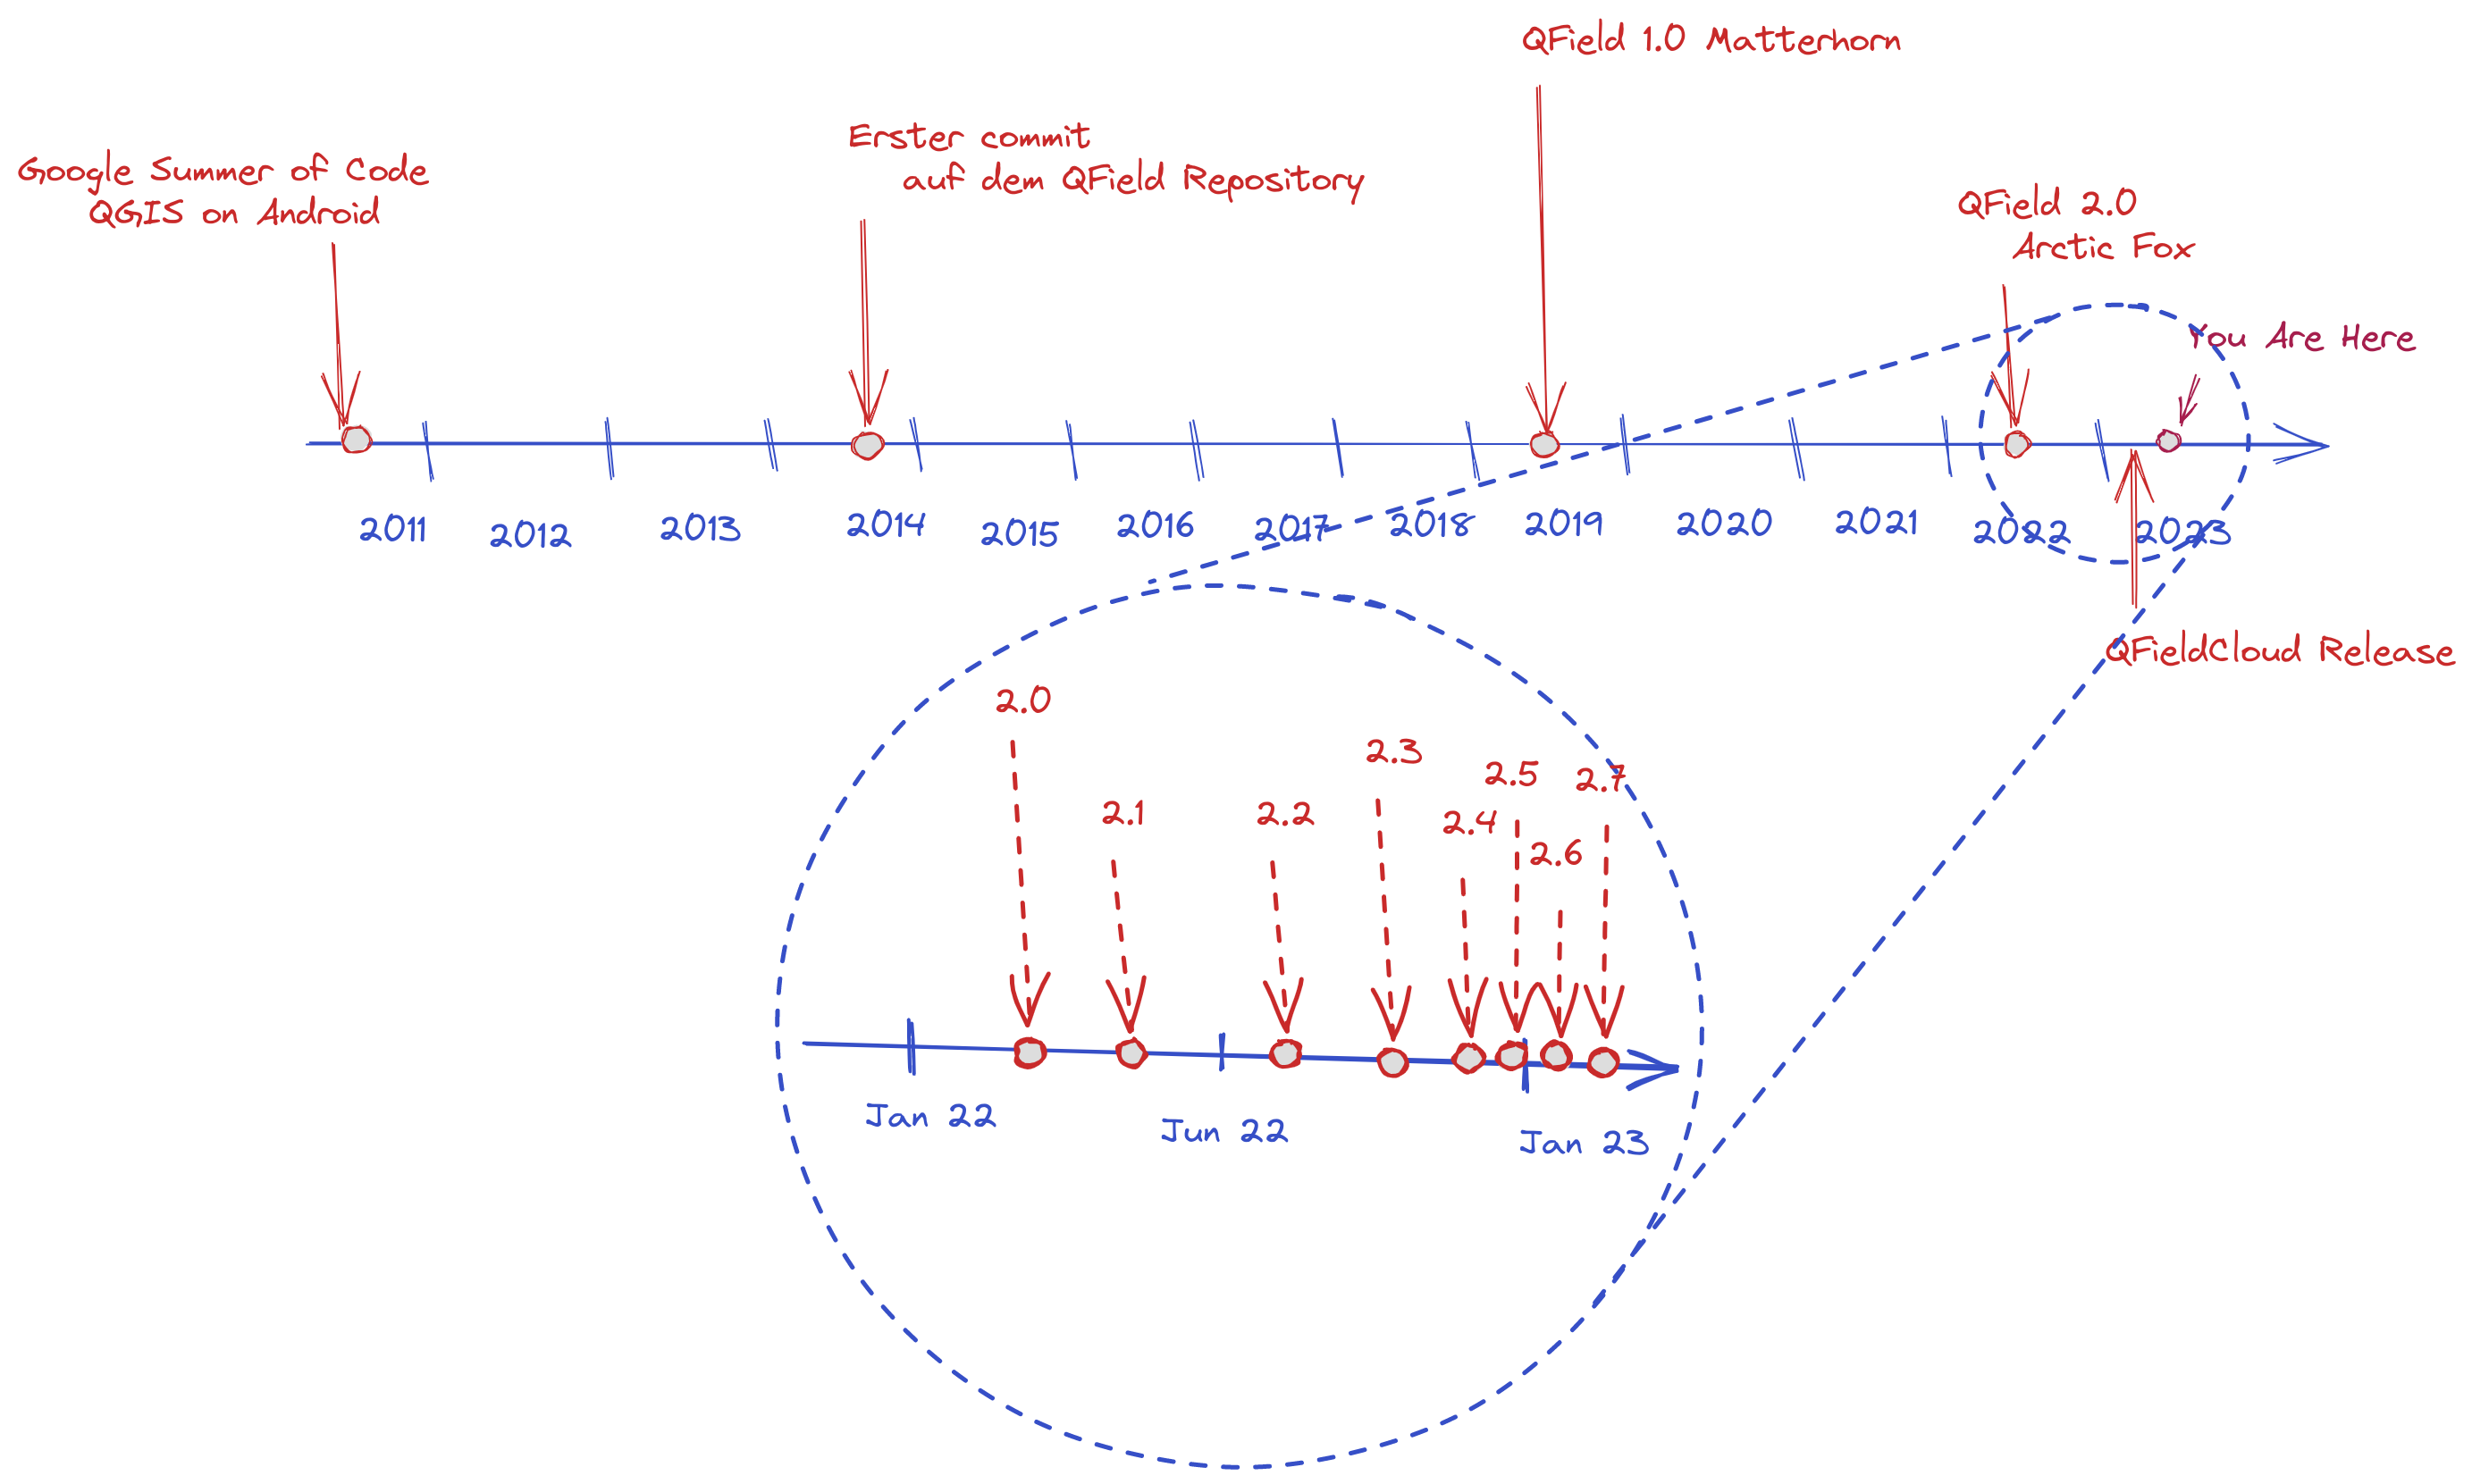 QField 1.0 Matterhorn
Erster commit
auf dem QField Repository
Google Summer of Code
QGIS on Android
QField 2.0
Arctic Fox
You Are Here
2011
2012
2013
2014
2015
2016
2017
2018
2019
2020
2021
2022
2023
QFieldCloud Release
2.0
2.1
2.2
2.3
2.4
2.5
2.6
2.7
Jan 22
Jun 22
Jan 23